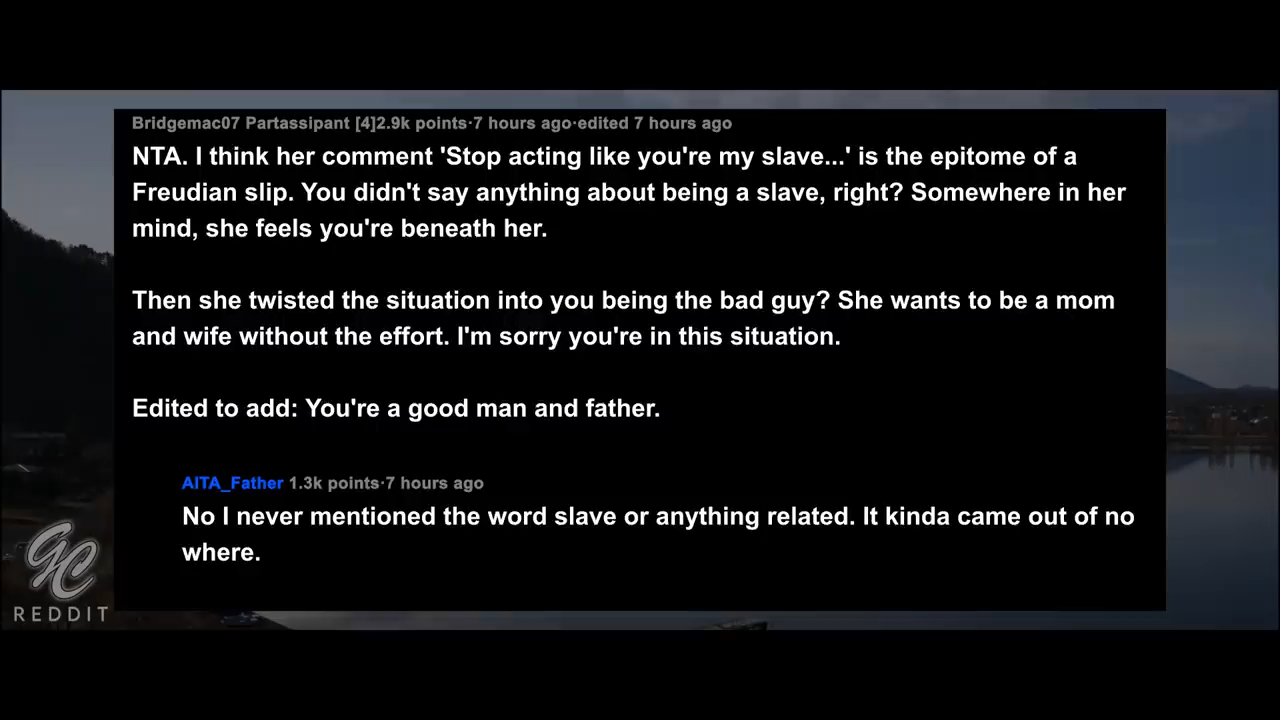 Bridgemac07 Partassipant [4]2.9k points·7 hours ago·edited 7 hours ago
NTA. I think her comment 'Stop acting like you're my slave...' is the epitome of a
Freudian slip. You didn't say anything about being a slave, right? Somewhere in her
mind, she feels you're beneath her.
Then she twisted the situation into you being the bad guy? She wants to be a mom
and wife without the effort. I'm sorry you're in this situation.
Edited to add: You're a good man and father.
AITA_Father 1.3k points·7 hours ago
No I never mentioned the word slave or anything related. It kinda came out of no
where.
GC
REDDIT